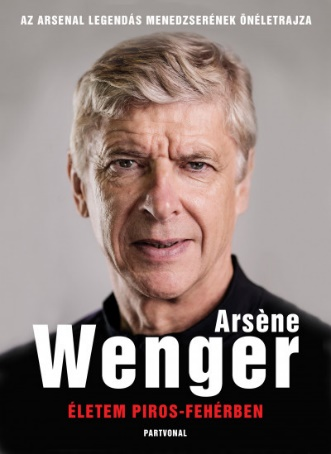 AZ ARSENAL LEGENDÁS MENEDZSERÉNEK ÖNÉLETRAJZA
Arsène
Wenger
ÉLETEM PIROS-FEHÉRBEN
PARTVONAL